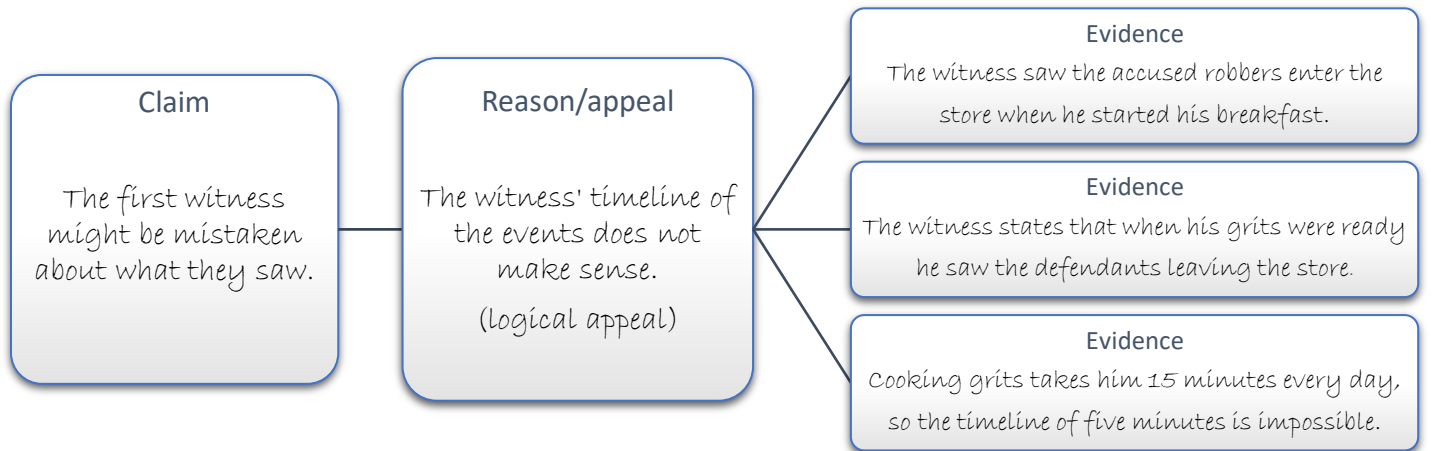 Claim
The first witness
might be mistaken
about what they saw.
Reason/appeal
The witness' timeline of
the events does not
make sense.
(logical appeal)
Evidence
The witness saw the accused robbers enter the
store when he started his breakfast.
Evidence
The witness states that when his grits were ready
he saw the defendants leaving the store.
Evidence
Cooking grits takes him 15 minutes every day,
so the timeline of five minutes is impossible.